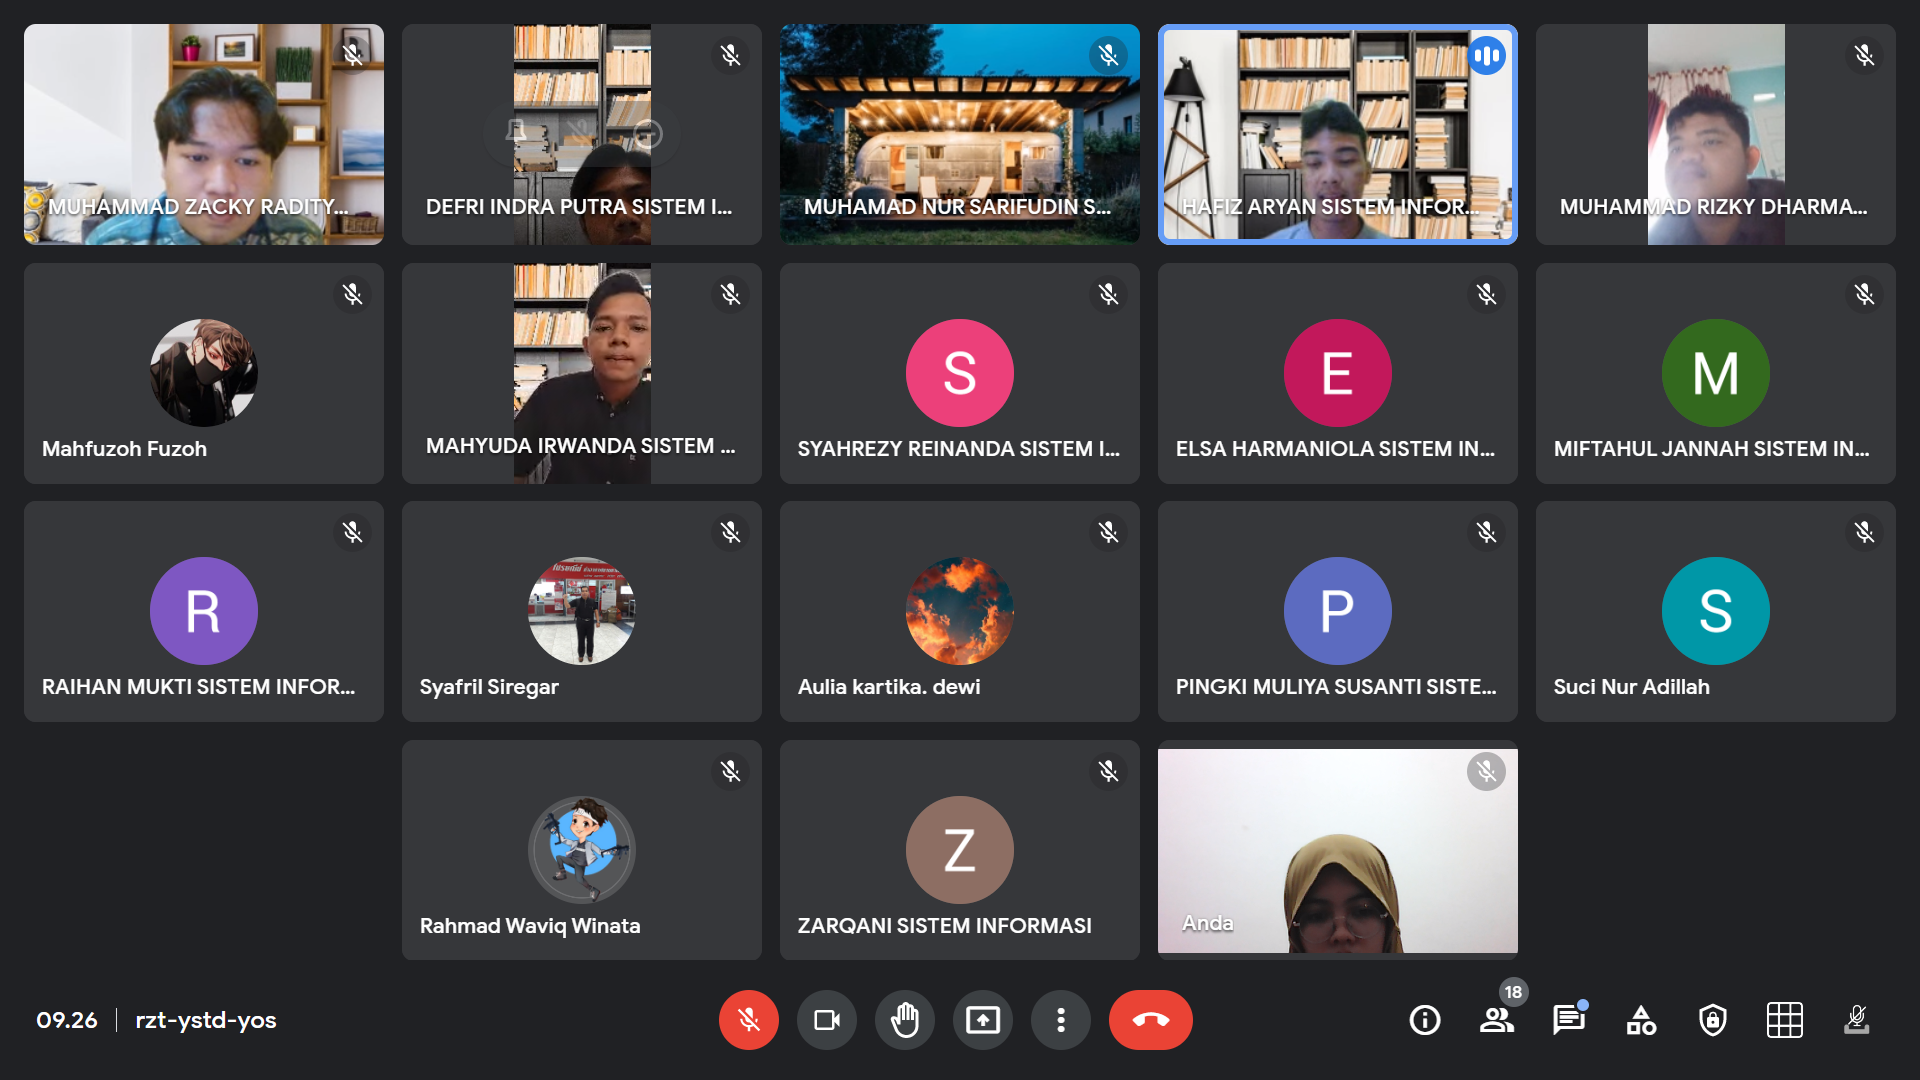 MUHAMMAD ZACKY RADITY...
DEFRI INDRA PUTRA SISTEM I...
MUHAMAD NUR SARIFUDIN S...
HAFIZ ARYAN SISTEM INFOR...
MUHAMMAD RIZKY DHARMA...
Mahfuzoh Fuzoh
MAHYUDA IRWANDA SISTEM ...
S
SYAHREZY REINANDA SISTEM I...
E
ELSA HARMANIOLA SISTEM IN...
M
MIFTAHUL JANNAH SISTEM IN...
R
RAIHAN MUKTI SISTEM INFOR...
Syafril Siregar
Aulia kartika. dewi
P
PINGKI MULIYA SUSANTI SISTE...
S
Suci Nur Adillah
Rahmad Waviq Winata
Z
ZARQANI SISTEM INFORMASI
Anda
09.26
rzt-ystd-yos
18